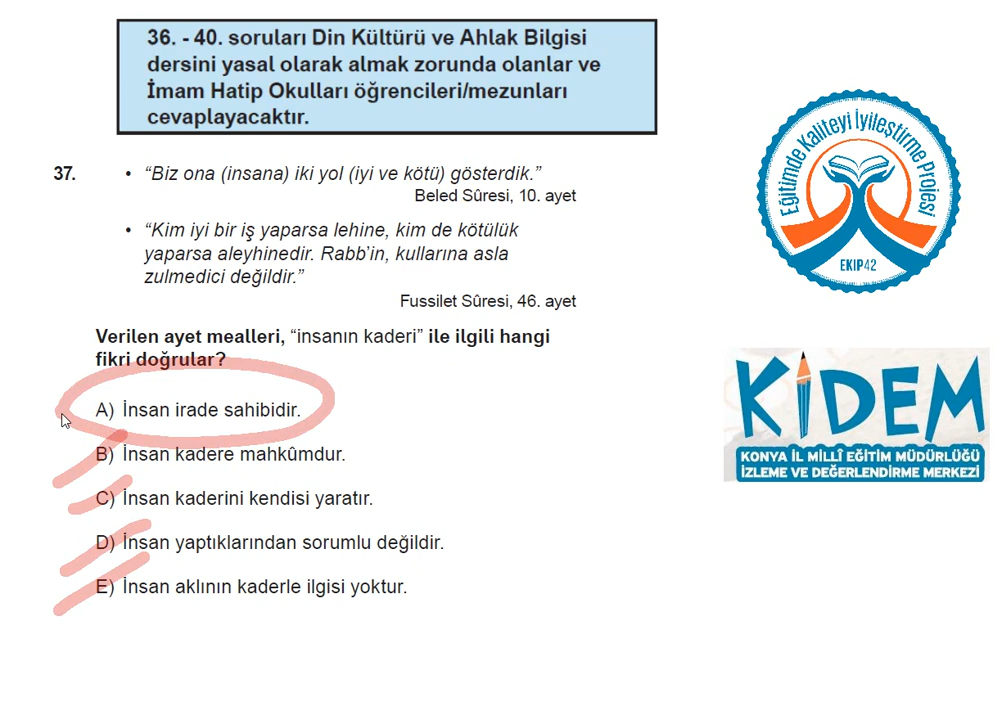 36. - 40. soruları Din Kültürü ve Ahlak Bilgisi
dersini yasal olarak almak zorunda olanlar ve
İmam Hatip Okulları öğrencileri/mezunları
cevaplayacaktır.
37.
• “Biz ona (insana) iki yol (iyi ve kötü) gösterdik.”
Beled Sûresi, 10. ayet
• “Kim iyi bir iş yaparsa lehine, kim de kötülük
yaparsa aleyhinedir. Rabb’in, kullarına asla
zulmedici değildir.”
Fussilet Sûresi, 46. ayet
Verilen ayet mealleri, “insanın kaderi” ile ilgili hangi
fikri doğrular?
A) İnsan irade sahibidir.
B) İnsan kadere mahkûmdur.
C) İnsan kaderini kendisi yaratır.
D) İnsan yaptıklarından sorumlu değildir.
E) İnsan aklının kaderle ilgisi yoktur.
Eğitimde Kaliteyi İyileştirme Projesi
EKIP42
KİDEM
KONYA İL MİLLÎ EĞİTİM MÜDÜRLÜĞÜ
İZLEME VE DEĞERLENDİRME MERKEZİ